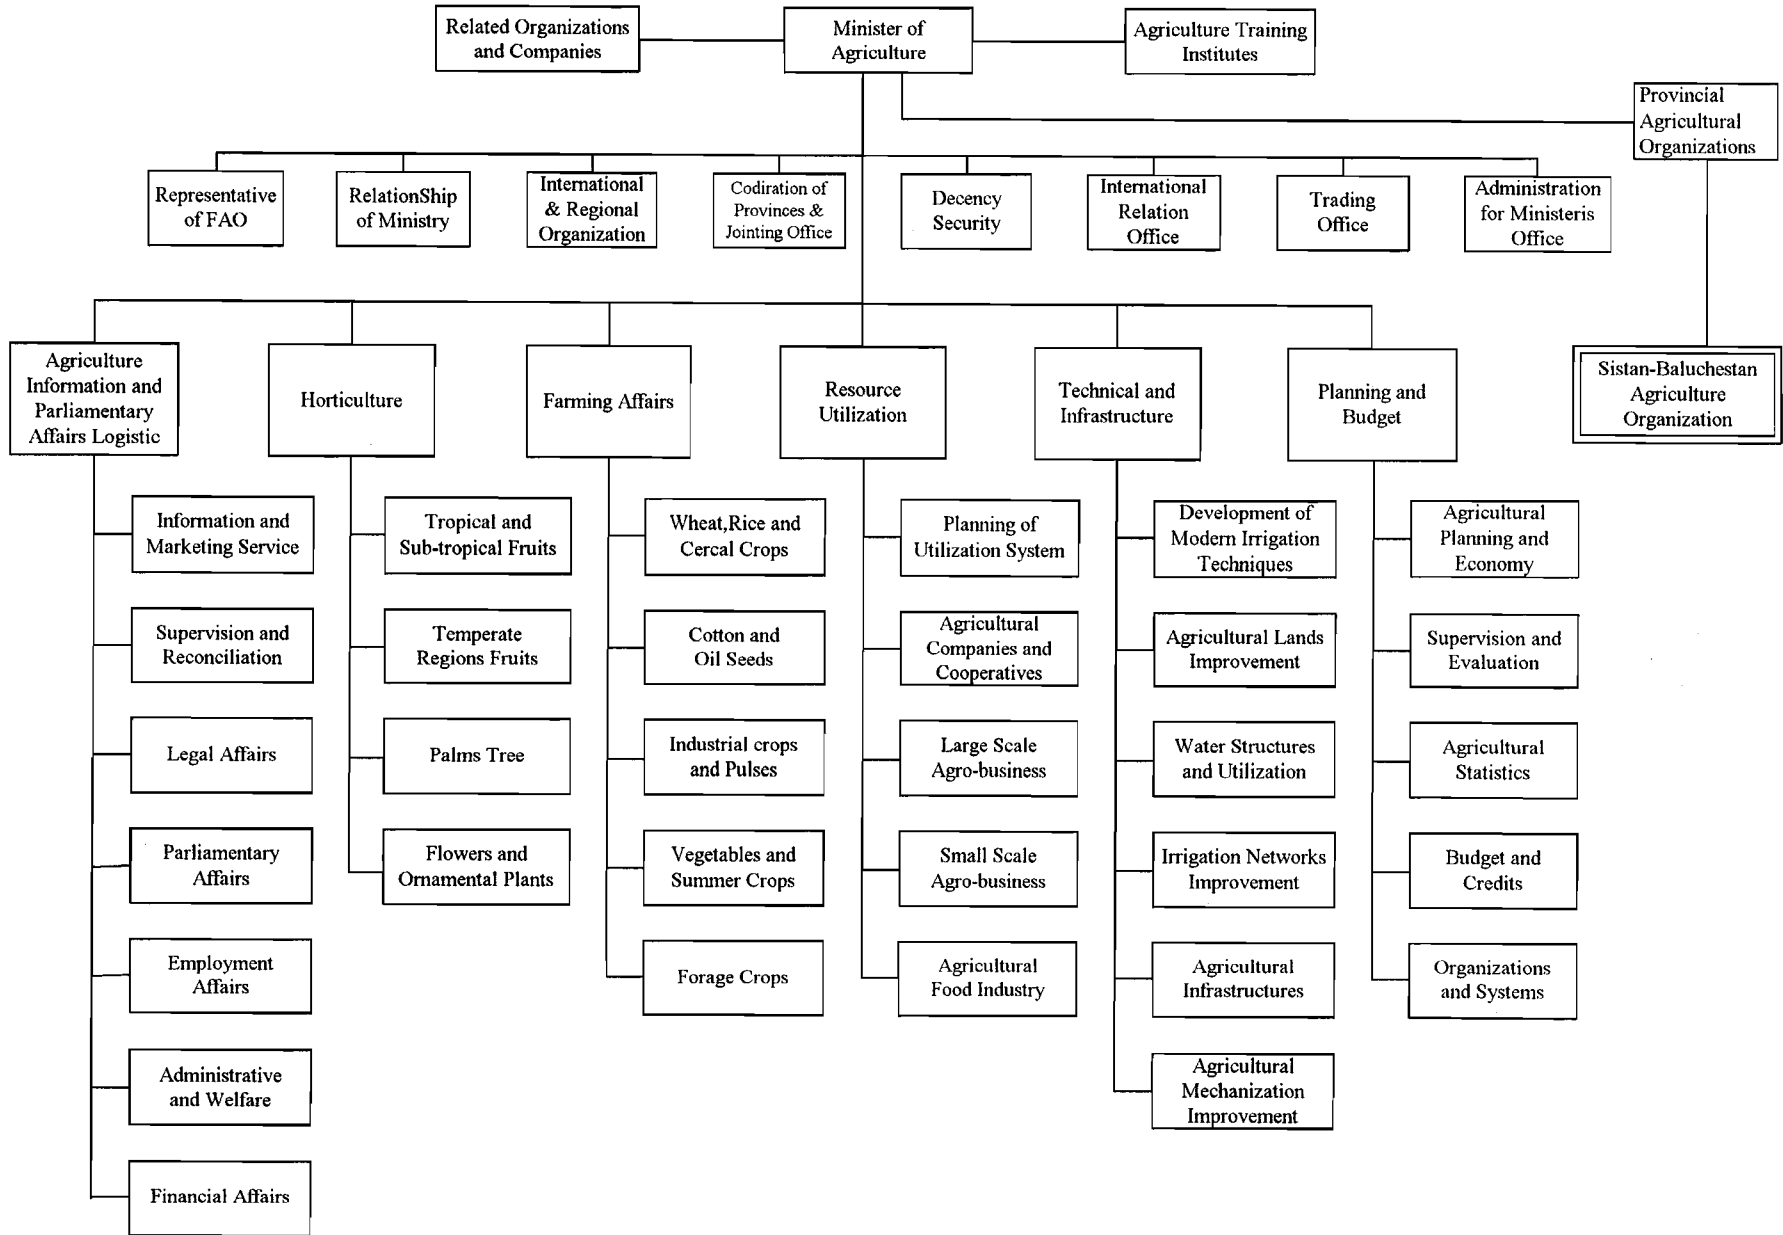 Related Organizations
and Companies
Minister of
Agriculture
Agriculture Training
Institutes
Provincial
Agricultural
Organizations
Representative
of FAO
RelationShip
of Ministry
International
& Regional
Organization
Codiration of
Provinces &
Jointing Office
Decency
Security
International
Relation
Office
Trading
Office
Administration
for Ministeris
Office
Agriculture
Information and
Parliamentary
Affairs Logistic
Horticulture
Farming Affairs
Resource
Utilization
Technical and
Infrastructure
Planning and
Budget
Sistan-Baluchestan
Agriculture
Organization
Information and
Marketing Service
Supervision and
Reconciliation
Legal Affairs
Parliamentary
Affairs
Employment
Affairs
Administrative
and Welfare
Financial Affairs
Tropical and
Sub-tropical Fruits
Temperate
Regions Fruits
Palms Tree
Flowers and
Ornamental Plants
Wheat,Rice and
Cercal Crops
Cotton and
Oil Seeds
Industrial crops
and Pulses
Vegetables and
Summer Crops
Forage Crops
Planning of
Utilization System
Agricultural
Companies and
Cooperatives
Large Scale
Agro-business
Small Scale
Agro-business
Agricultural
Food Industry
Development of
Modern Irrigation
Techniques
Agricultural Lands
Improvement
Water Structures
and Utilization
Irrigation Networks
Improvement
Agricultural
Infrastructures
Agricultural
Mechanization
Improvement
Agricultural
Planning and
Economy
Supervision and
Evaluation
Agricultural
Statistics
Budget and
Credits
Organizations
and Systems